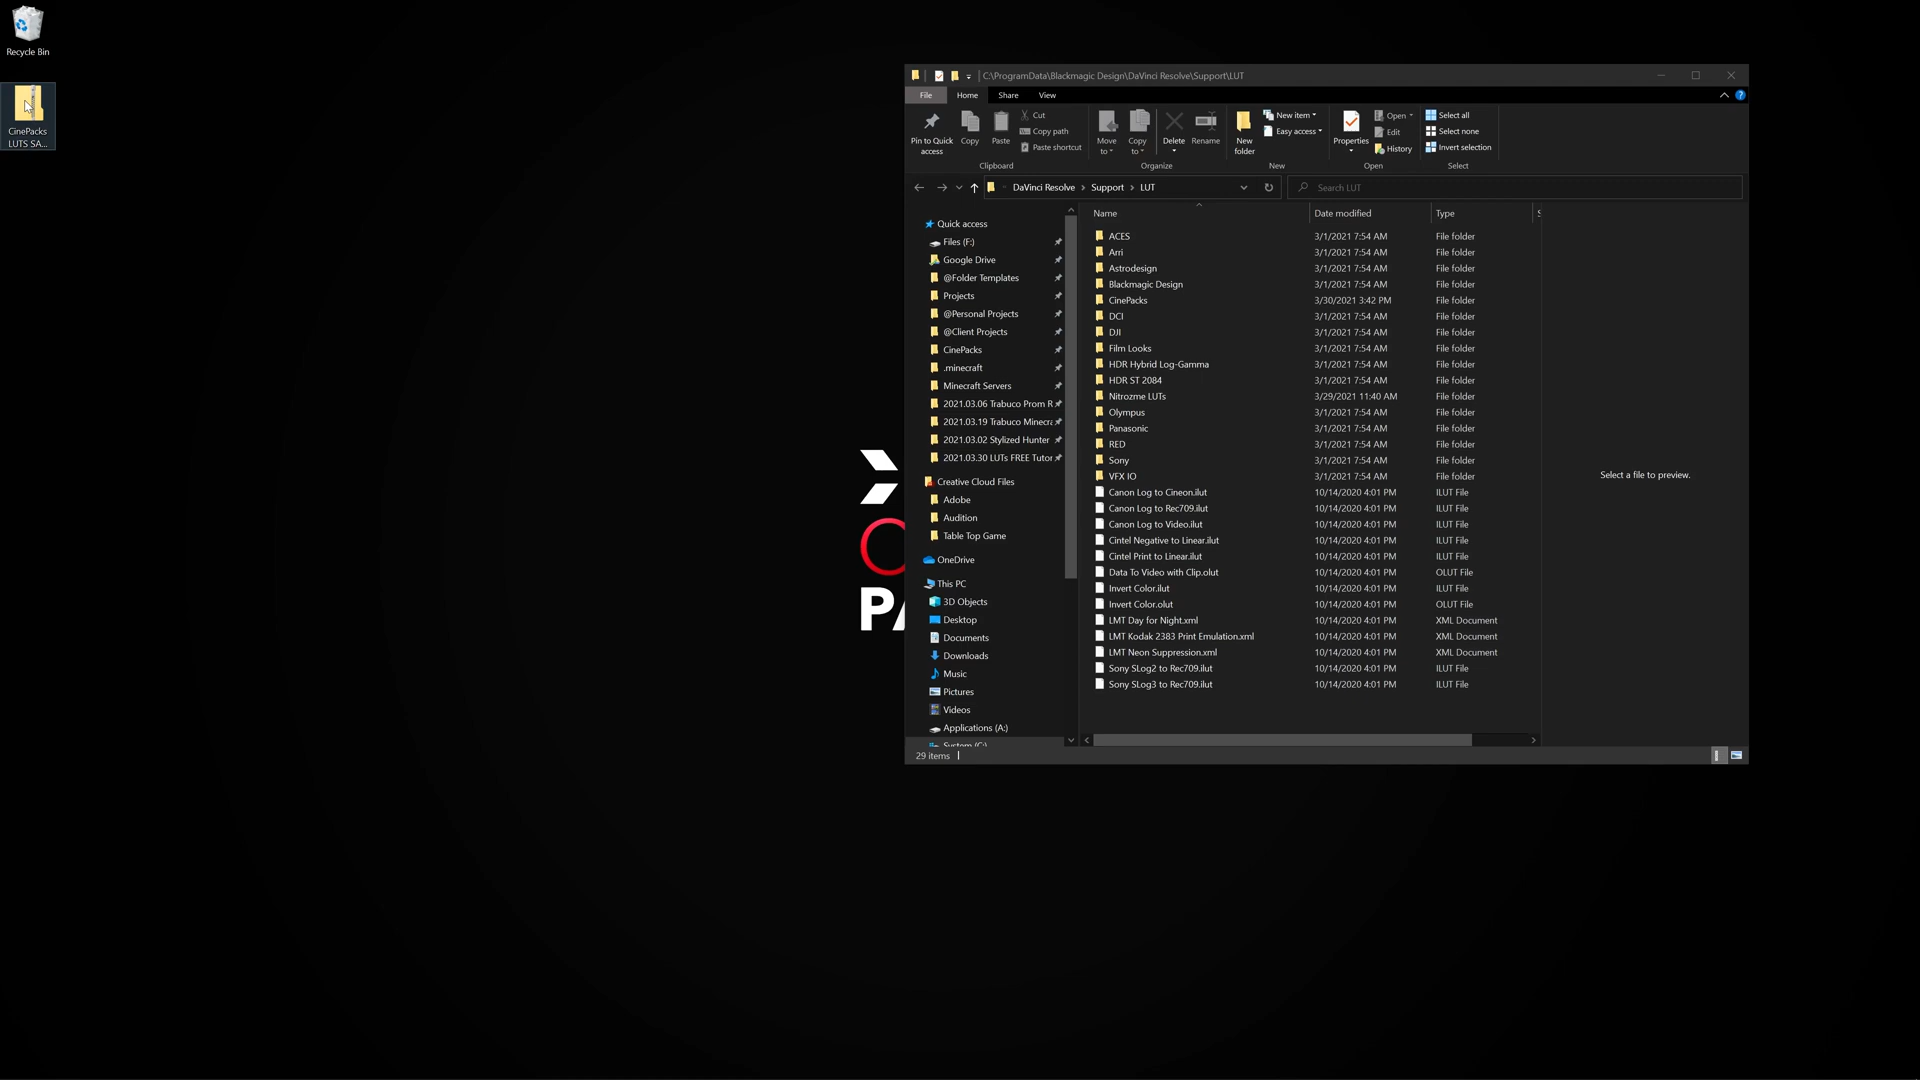 Recycle Bin
CinePacks
LUTS SA...
C:\ProgramData\Blackmagic Design\DaVinci Resolve\Support\LUT
File
Home
Share
View
Pin to Quick
access
Copy
Paste
Cut
Copy path
Paste shortcut
Clipboard
Move
to
Copy
to
Delete
Rename
Organize
New
folder
New item
Easy access
New
Properties
Open
Edit
History
Open
Select all
Select none
Invert selection
Select
DaVinci Resolve
Support
LUT
Search LUT
Quick access
Files (F:)
Google Drive
@Folder Templates
Projects
@Personal Projects
@Client Projects
CinePacks
.minecraft
Minecraft Servers
2021.03.06 Trabuco Prom R
2021.03.19 Trabuco Minecra
2021.03.02 Stylized Hunter
2021.03.30 LUTs FREE Tutor
Creative Cloud Files
Adobe
Audition
Table Top Game
OneDrive
This PC
3D Objects
Desktop
Documents
Downloads
Music
Pictures
Videos
Applications (A:)
System (C:)
Name Date modified Type S
ACES 3/1/2021 7:54 AM File folder
Arri 3/1/2021 7:54 AM File folder
Astrodesign 3/1/2021 7:54 AM File folder
Blackmagic Design 3/1/2021 7:54 AM File folder
CinePacks 3/30/2021 3:42 PM File folder
DCI 3/1/2021 7:54 AM File folder
DJI 3/1/2021 7:54 AM File folder
Film Looks 3/1/2021 7:54 AM File folder
HDR Hybrid Log-Gamma 3/1/2021 7:54 AM File folder
HDR ST 2084 3/1/2021 7:54 AM File folder
Nitrozme LUTs 3/29/2021 11:40 AM File folder
Olympus 3/1/2021 7:54 AM File folder
Panasonic 3/1/2021 7:54 AM File folder
RED 3/1/2021 7:54 AM File folder
Sony 3/1/2021 7:54 AM File folder
VFX IO 3/1/2021 7:54 AM File folder
Canon Log to Cineon.ilut 10/14/2020 4:01 PM ILUT File
Canon Log to Rec709.ilut 10/14/2020 4:01 PM ILUT File
Canon Log to Video.ilut 10/14/2020 4:01 PM ILUT File
Cintel Negative to Linear.ilut 10/14/2020 4:01 PM ILUT File
Cintel Print to Linear.ilut 10/14/2020 4:01 PM ILUT File
Data To Video with Clip.olut 10/14/2020 4:01 PM OLUT File
Invert Color.ilut 10/14/2020 4:01 PM ILUT File
Invert Color.olut 10/14/2020 4:01 PM OLUT File
LMT Day for Night.xml 10/14/2020 4:01 PM XML Document
LMT Kodak 2383 Print Emulation.xml 10/14/2020 4:01 PM XML Document
LMT Neon Suppression.xml 10/14/2020 4:01 PM XML Document
Sony SLog2 to Rec709.ilut 10/14/2020 4:01 PM ILUT File
Sony SLog3 to Rec709.ilut 10/14/2020 4:01 PM ILUT File
Select a file to preview.
29 items
PA